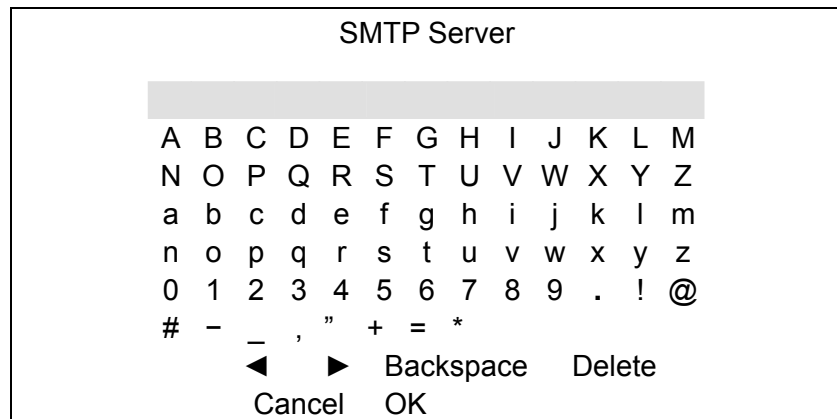 SMTP Server
A B C D E F G H I J K L M
N O P Q R S T U V W X Y Z
a b c d e f g h i j k l m
n o p q r s t u v w x y z
0 1 2 3 4 5 6 7 8 9 . ! @
# − _ , ” + = *
◄ ► Backspace Delete
Cancel OK